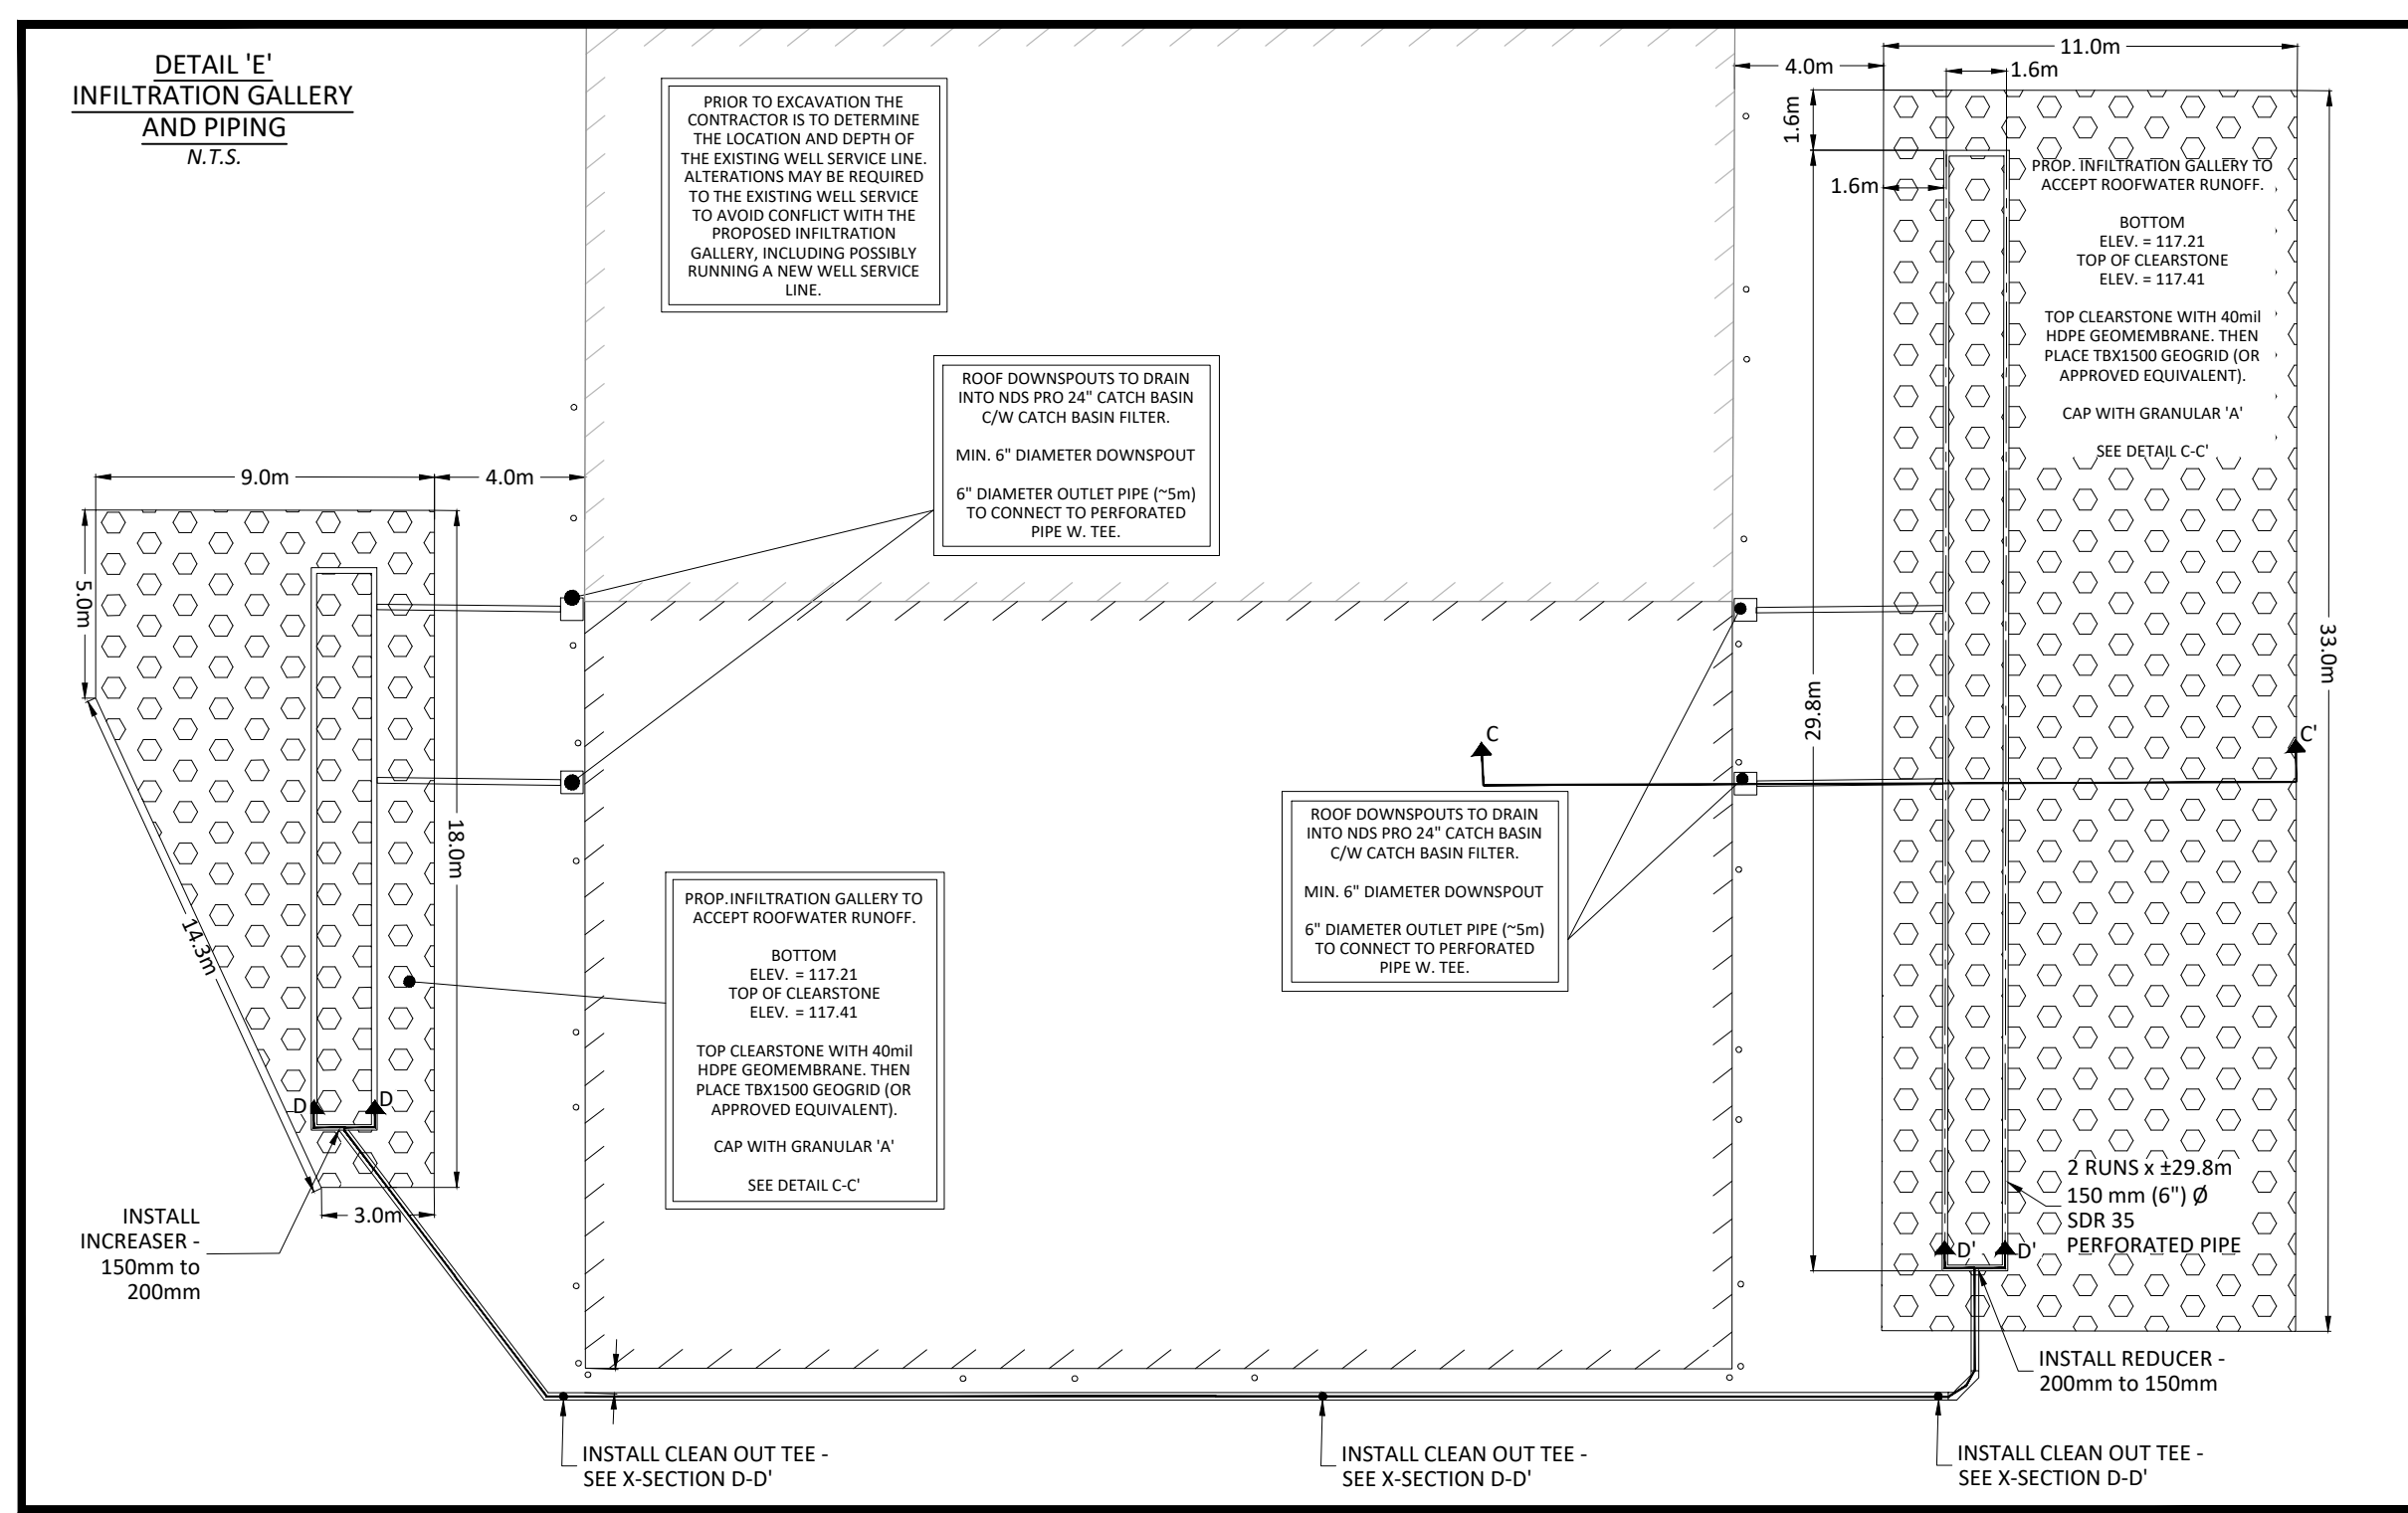 DETAIL 'E'
INFILTRATION GALLERY
AND PIPING
N.T.S.
PRIOR TO EXCAVATION THE
CONTRACTOR IS TO DETERMINE
THE LOCATION AND DEPTH OF
THE EXISTING WELL SERVICE LINE.
ALTERATIONS MAY BE REQUIRED
TO THE EXISTING WELL SERVICE
TO AVOID CONFLICT WITH THE
PROPOSED INFILTRATION
GALLERY, INCLUDING POSSIBLY
RUNNING A NEW WELL SERVICE
LINE.
4.0m
11.0m
1.6m
1.6m
1.6m
PROP. INFILTRATION GALLERY TO
ACCEPT ROOFWATER RUNOFF.
BOTTOM
ELEV. = 117.21
TOP OF CLEARSTONE
ELEV. = 117.41
TOP CLEARSTONE WITH 40mil
HDPE GEOMEMBRANE. THEN
PLACE TBX1500 GEOGRID (OR
APPROVED EQUIVALENT).
CAP WITH GRANULAR 'A'
SEE DETAIL C-C'
ROOF DOWNSPOUTS TO DRAIN
INTO NDS PRO 24" CATCH BASIN
C/W CATCH BASIN FILTER.
MIN. 6" DIAMETER DOWNSPOUT
6" DIAMETER OUTLET PIPE (~5m)
TO CONNECT TO PERFORATED
PIPE W. TEE.
9.0m
4.0m
5.0m
18.0m
14.3m
29.8m
33.0m
C
C'
ROOF DOWNSPOUTS TO DRAIN
INTO NDS PRO 24" CATCH BASIN
C/W CATCH BASIN FILTER.
MIN. 6" DIAMETER DOWNSPOUT
6" DIAMETER OUTLET PIPE (~5m)
TO CONNECT TO PERFORATED
PIPE W. TEE.
PROP.INFILTRATION GALLERY TO
ACCEPT ROOFWATER RUNOFF.
BOTTOM
ELEV. = 117.21
TOP OF CLEARSTONE
ELEV. = 117.41
TOP CLEARSTONE WITH 40mil
HDPE GEOMEMBRANE. THEN
PLACE TBX1500 GEOGRID (OR
APPROVED EQUIVALENT).
CAP WITH GRANULAR 'A'
SEE DETAIL C-C'
D
D
3.0m
INSTALL
INCREASER -
150mm to
200mm
2 RUNS x ±29.8m
150 mm (6") Ø
SDR 35
PERFORATED PIPE
D'
D'
INSTALL REDUCER -
200mm to 150mm
INSTALL CLEAN OUT TEE -
SEE X-SECTION D-D'
INSTALL CLEAN OUT TEE -
SEE X-SECTION D-D'
INSTALL CLEAN OUT TEE -
SEE X-SECTION D-D'